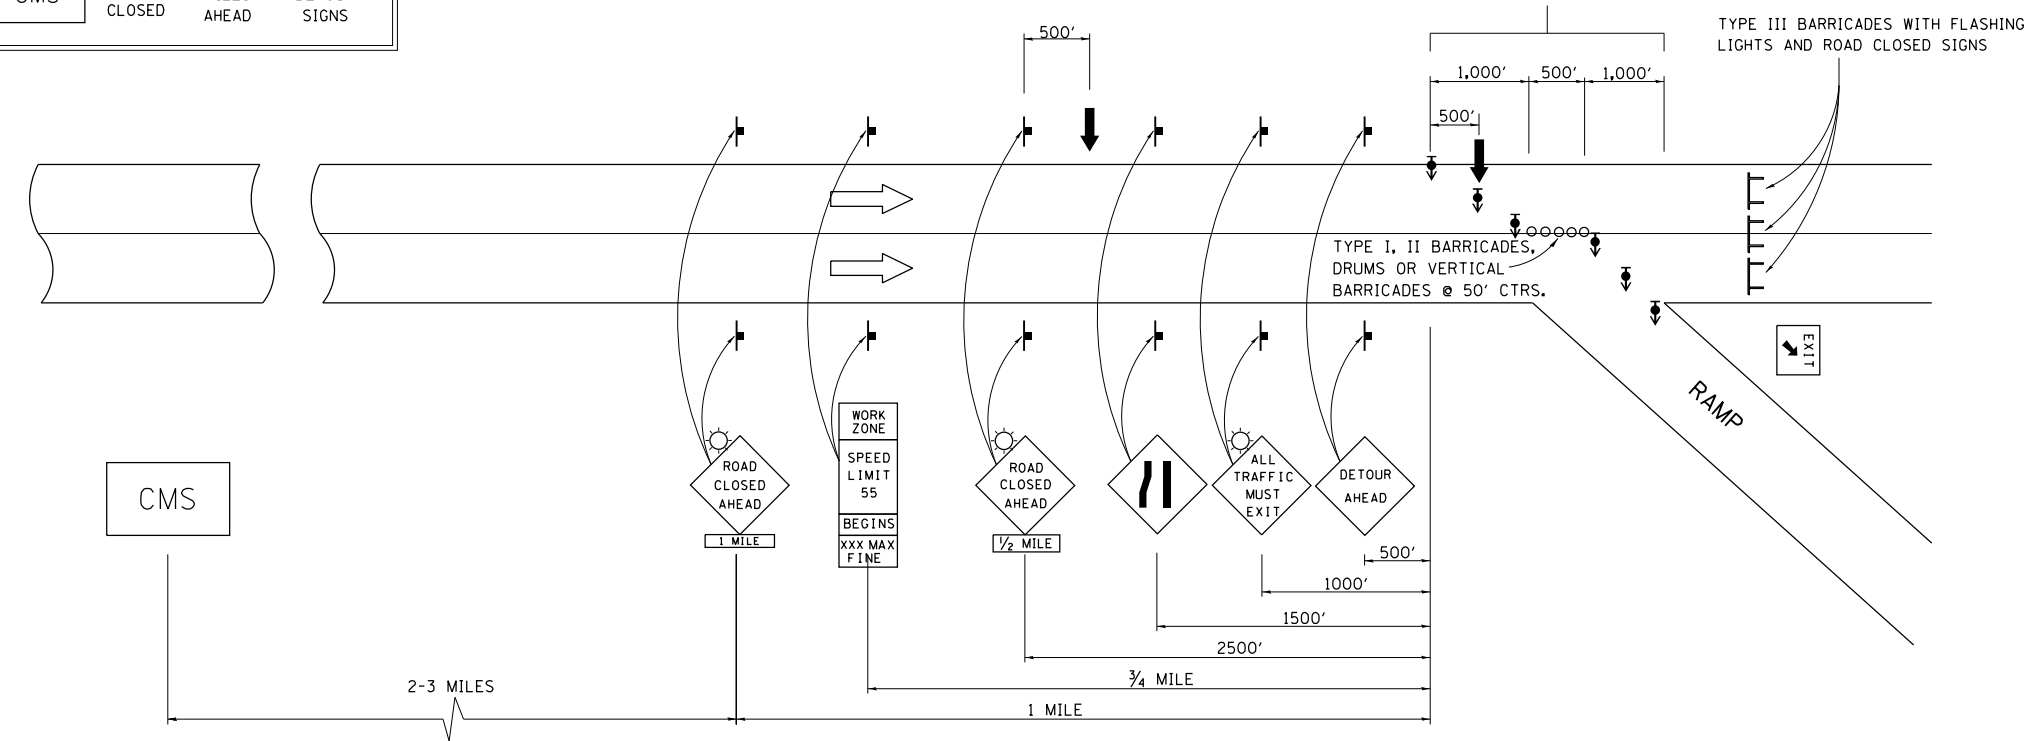 CLOSED
AHEAD
SIGNS
500'
TYPE III BARRICADES WITH FLASHING
LIGHTS AND ROAD CLOSED SIGNS
1,000' 500' 1,000'
500'
TYPE I, II BARRICADES,
DRUMS OR VERTICAL
BARRICADES @ 50' CTRS.
EXIT
RAMP
CMS
ROAD
CLOSED
AHEAD
1 MILE
WORK
ZONE
SPEED
LIMIT
55
BEGINS
XXX MAX
FINE
ROAD
CLOSED
AHEAD
1/2 MILE
ALL
TRAFFIC
MUST
EXIT
DETOUR
AHEAD
500'
1000'
1500'
2500'
3/4 MILE
2-3 MILES
1 MILE